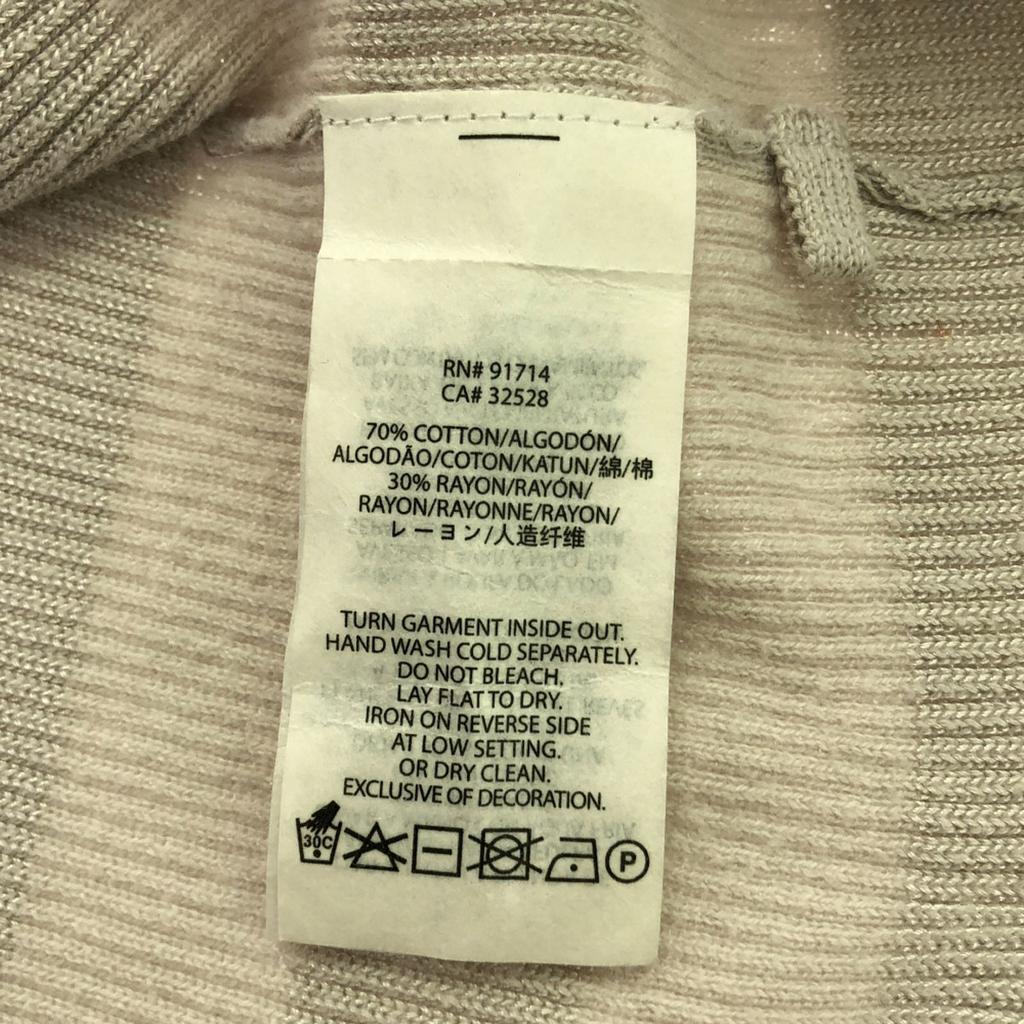 RN# 91714
CA# 32528
70% COTTON/ALGODÓN/
ALGODÃO/COTON/KATUN/綿/棉
30% RAYON/RAYÓN/
RAYON/RAYONNE/RAYON/
レーヨン/人造纤维
TURN GARMENT INSIDE OUT.
HAND WASH COLD SEPARATELY.
DO NOT BLEACH.
LAY FLAT TO DRY.
IRON ON REVERSE SIDE
AT LOW SETTING.
OR DRY CLEAN.
EXCLUSIVE OF DECORATION.
30C P